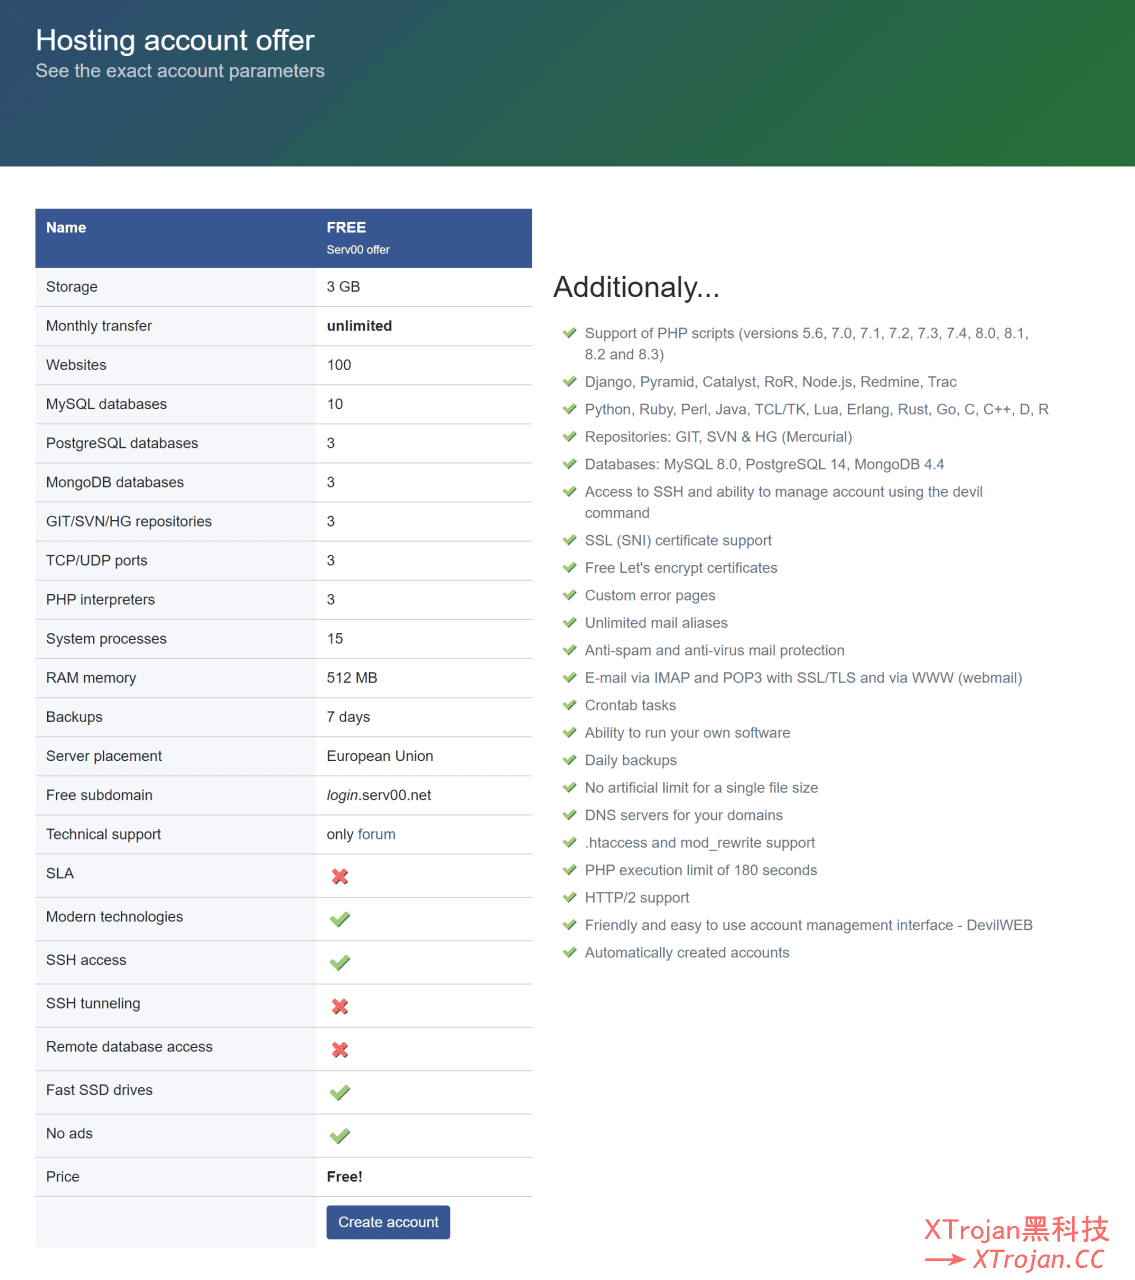 Hosting account offer
See the exact account parameters
Name FREE
Serv00 offer
Storage 3 GB
Monthly transfer unlimited
Websites 100
MySQL databases 10
PostgreSQL databases 3
MongoDB databases 3
GIT/SVN/HG repositories 3
TCP/UDP ports 3
PHP interpreters 3
System processes 15
RAM memory 512 MB
Backups 7 days
Server placement European Union
Free subdomain login.serv00.net
Technical support only forum
SLA
Modern technologies
SSH access
SSH tunneling
Remote database access
Fast SSD drives
No ads
Price Free!
Create account
Additionaly...
Support of PHP scripts (versions 5.6, 7.0, 7.1, 7.2, 7.3, 7.4, 8.0, 8.1,
8.2 and 8.3)
Django, Pyramid, Catalyst, RoR, Node.js, Redmine, Trac
Python, Ruby, Perl, Java, TCL/TK, Lua, Erlang, Rust, Go, C, C++, D, R
Repositories: GIT, SVN & HG (Mercurial)
Databases: MySQL 8.0, PostgreSQL 14, MongoDB 4.4
Access to SSH and ability to manage account using the devil
command
SSL (SNI) certificate support
Free Let's encrypt certificates
Custom error pages
Unlimited mail aliases
Anti-spam and anti-virus mail protection
E-mail via IMAP and POP3 with SSL/TLS and via WWW (webmail)
Crontab tasks
Ability to run your own software
Daily backups
No artificial limit for a single file size
DNS servers for your domains
.htaccess and mod_rewrite support
PHP execution limit of 180 seconds
HTTP/2 support
Friendly and easy to use account management interface - DevilWEB
Automatically created accounts
XTrojan黑科技
XTrojan.CC